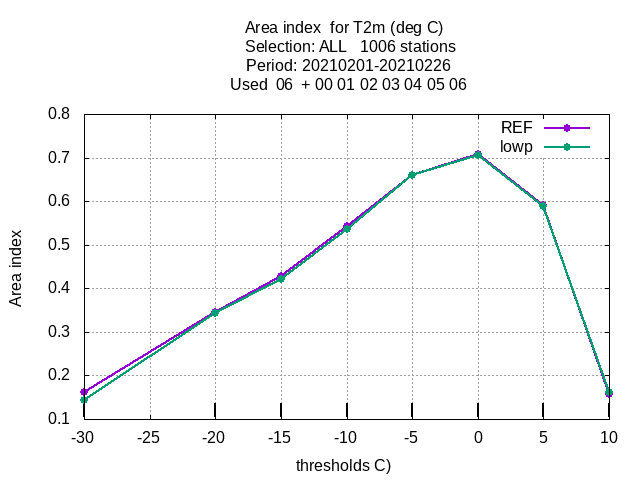 Area index  for T2m (deg C)
Selection: ALL   1006 stations
Period: 20210201-20210226
Used  06  + 00 01 02 03 04 05 06
REF
lowp
0.8
0.7
0.6
0.5
0.4
0.3
0.2
0.1
Area index
-30 -25 -20 -15 -10 -5 0 5 10
thresholds C)